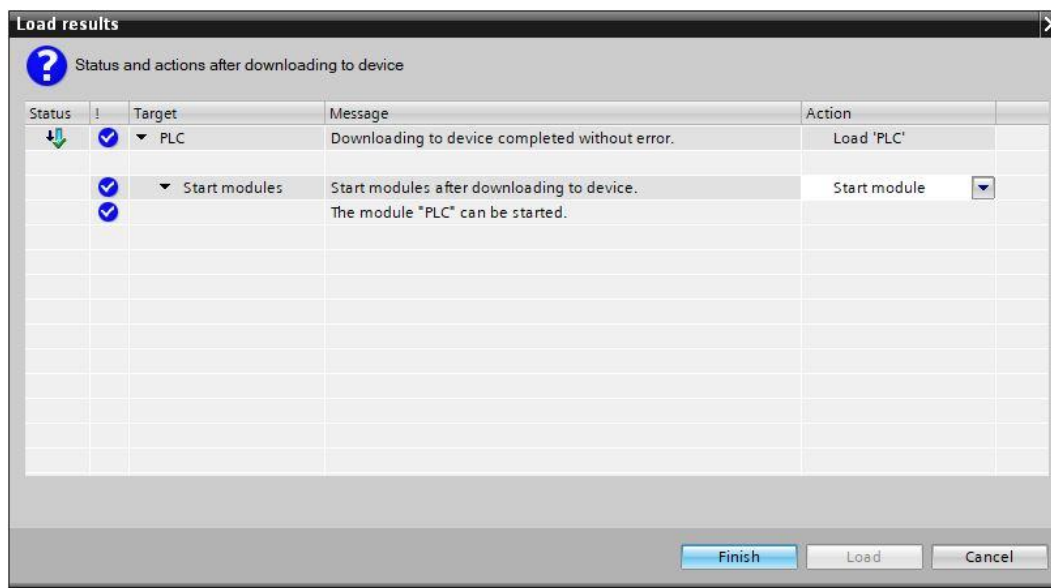 Load results
Status and actions after downloading to device
Status ! Target Message Action
PLC Downloading to device completed without error. Load 'PLC'
Start modules Start modules after downloading to device. Start module
The module "PLC" can be started.
Finish Load Cancel